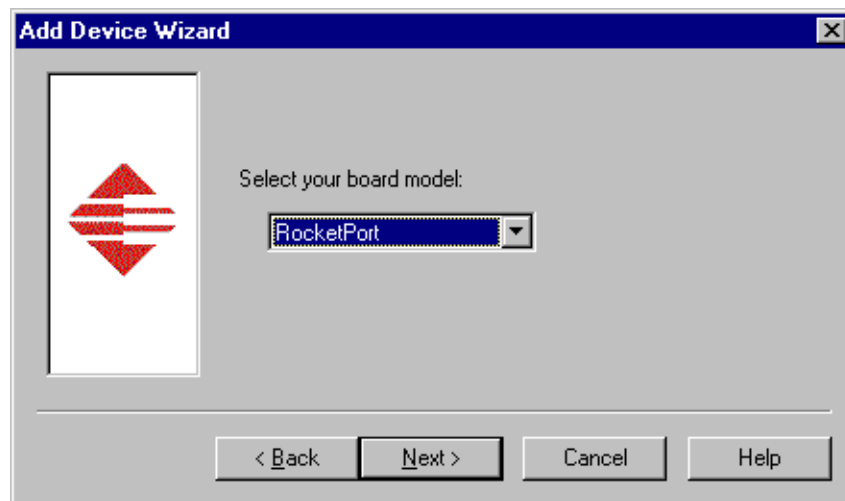 Add Device Wizard
Select your board model:
RocketPort
< Back Next > Cancel Help